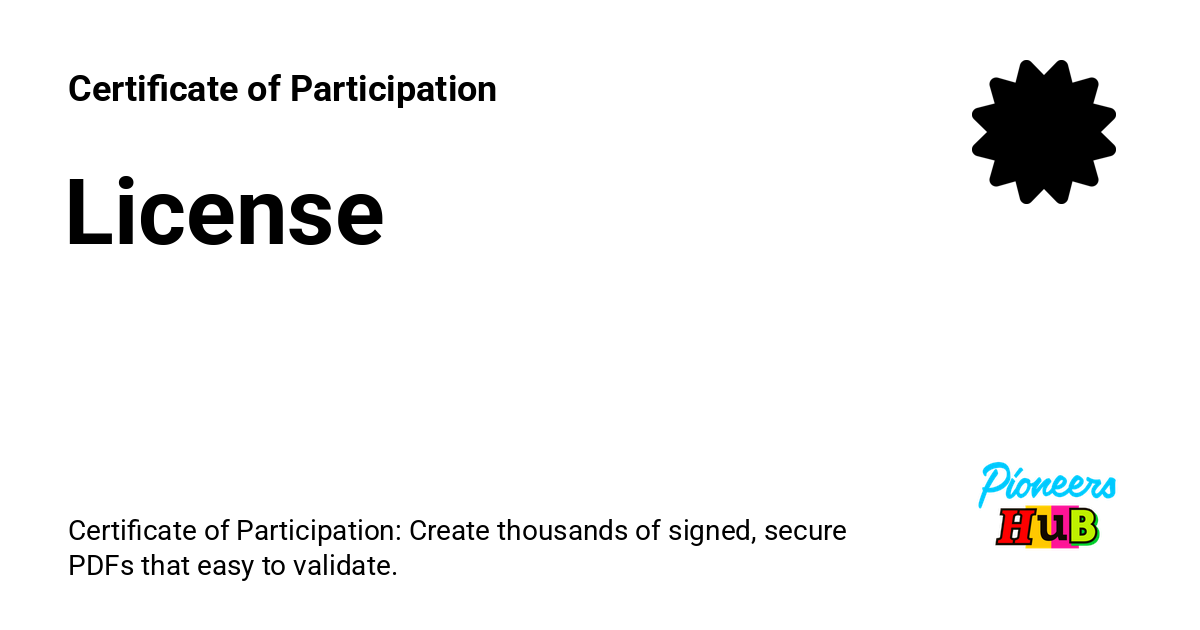 Certificate of Participation
License
Certificate of Participation: Create thousands of signed, secure
PDFs that easy to validate.
Pioneers
HuB